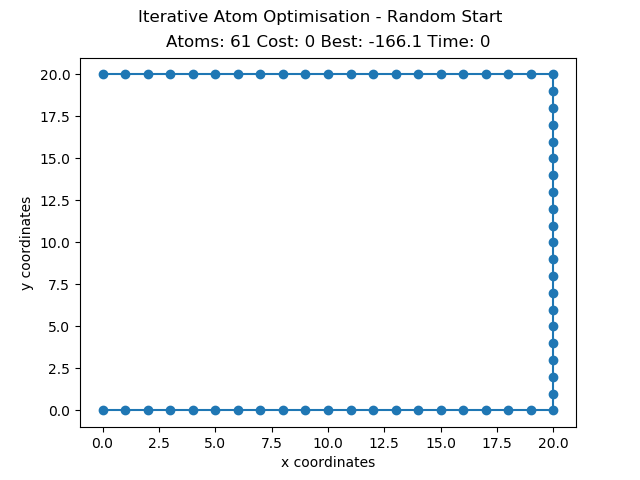 Iterative Atom Optimisation - Random Start
Atoms: 61 Cost: 0 Best: -166.1 Time: 0
20.0
17.5
15.0
12.5
10.0
7.5
5.0
2.5
0.0
y coordinates
0.0 2.5 5.0 7.5 10.0 12.5 15.0 17.5 20.0
x coordinates